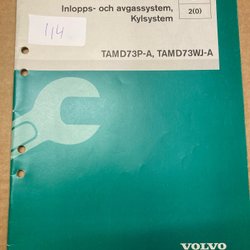 Inlopps- och avgassystem,
Kylsystem
2(0)
114
TAMD73P-A, TAMD73WJ-A
VOLVO